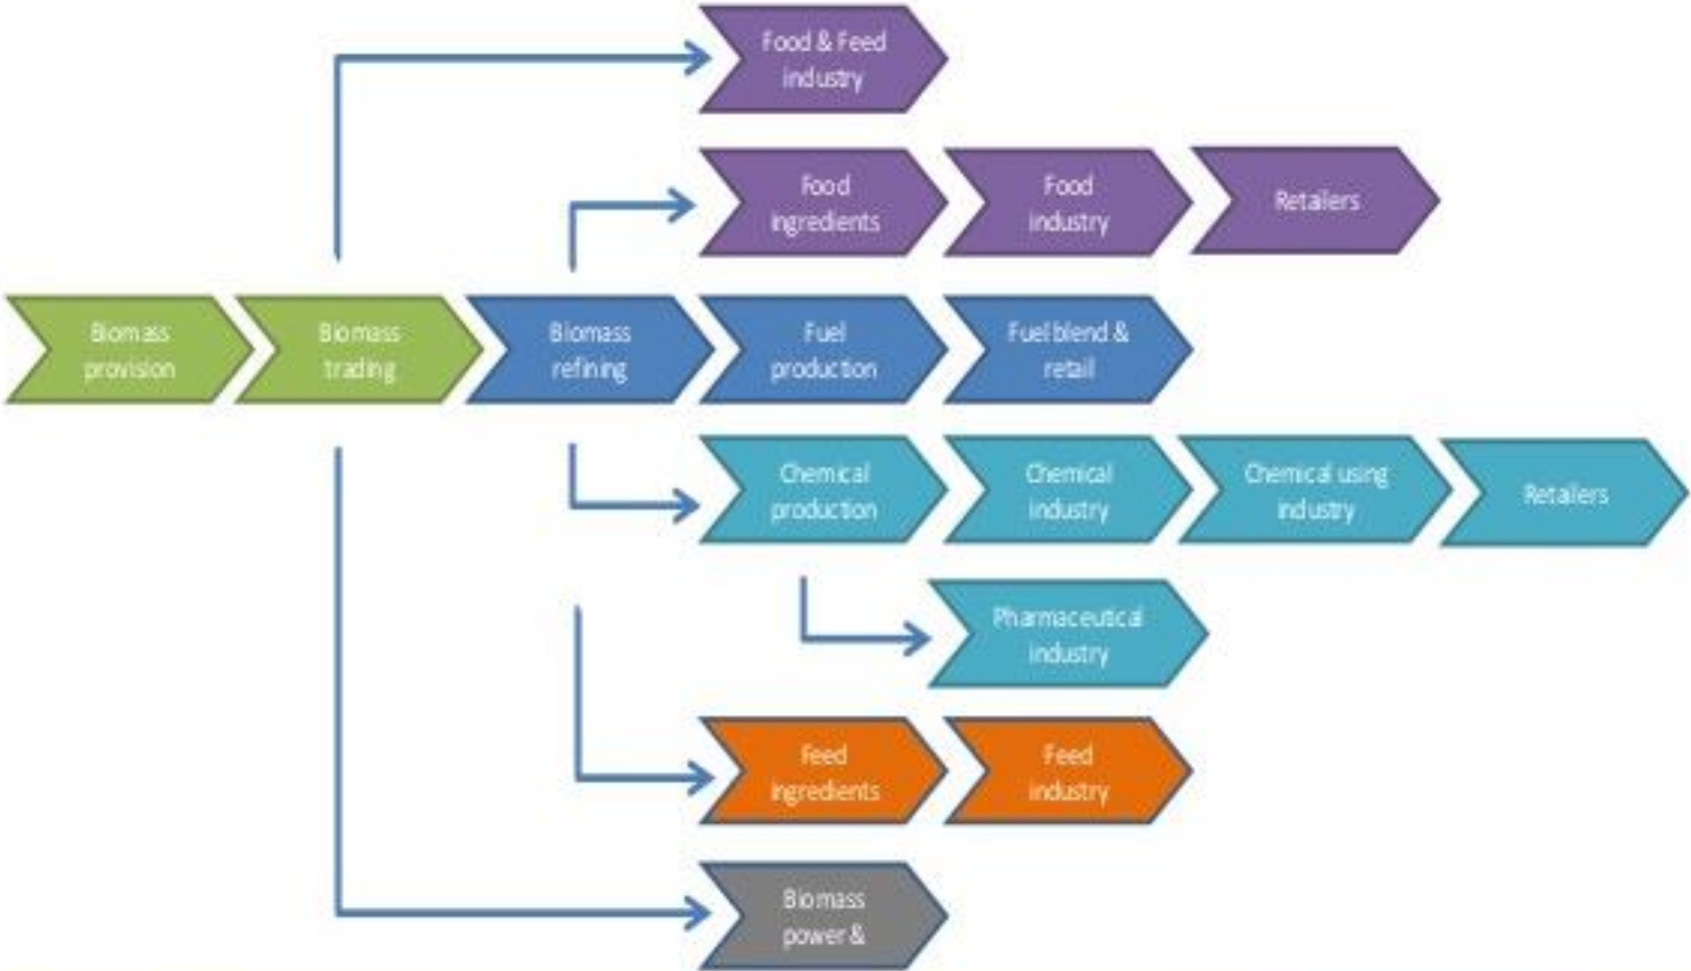 Food & Feed
industry
Food
ingredients
Food
industry
Retailers
Biomass
provision
Biomass
trading
Biomass
refining
Fuel
production
Fuel blend &
retail
Chemical
production
Chemical
industry
Chemical using
industry
Retailers
Pharmaceutical
industry
Feed
ingredients
Feed
industry
Biomass
power &